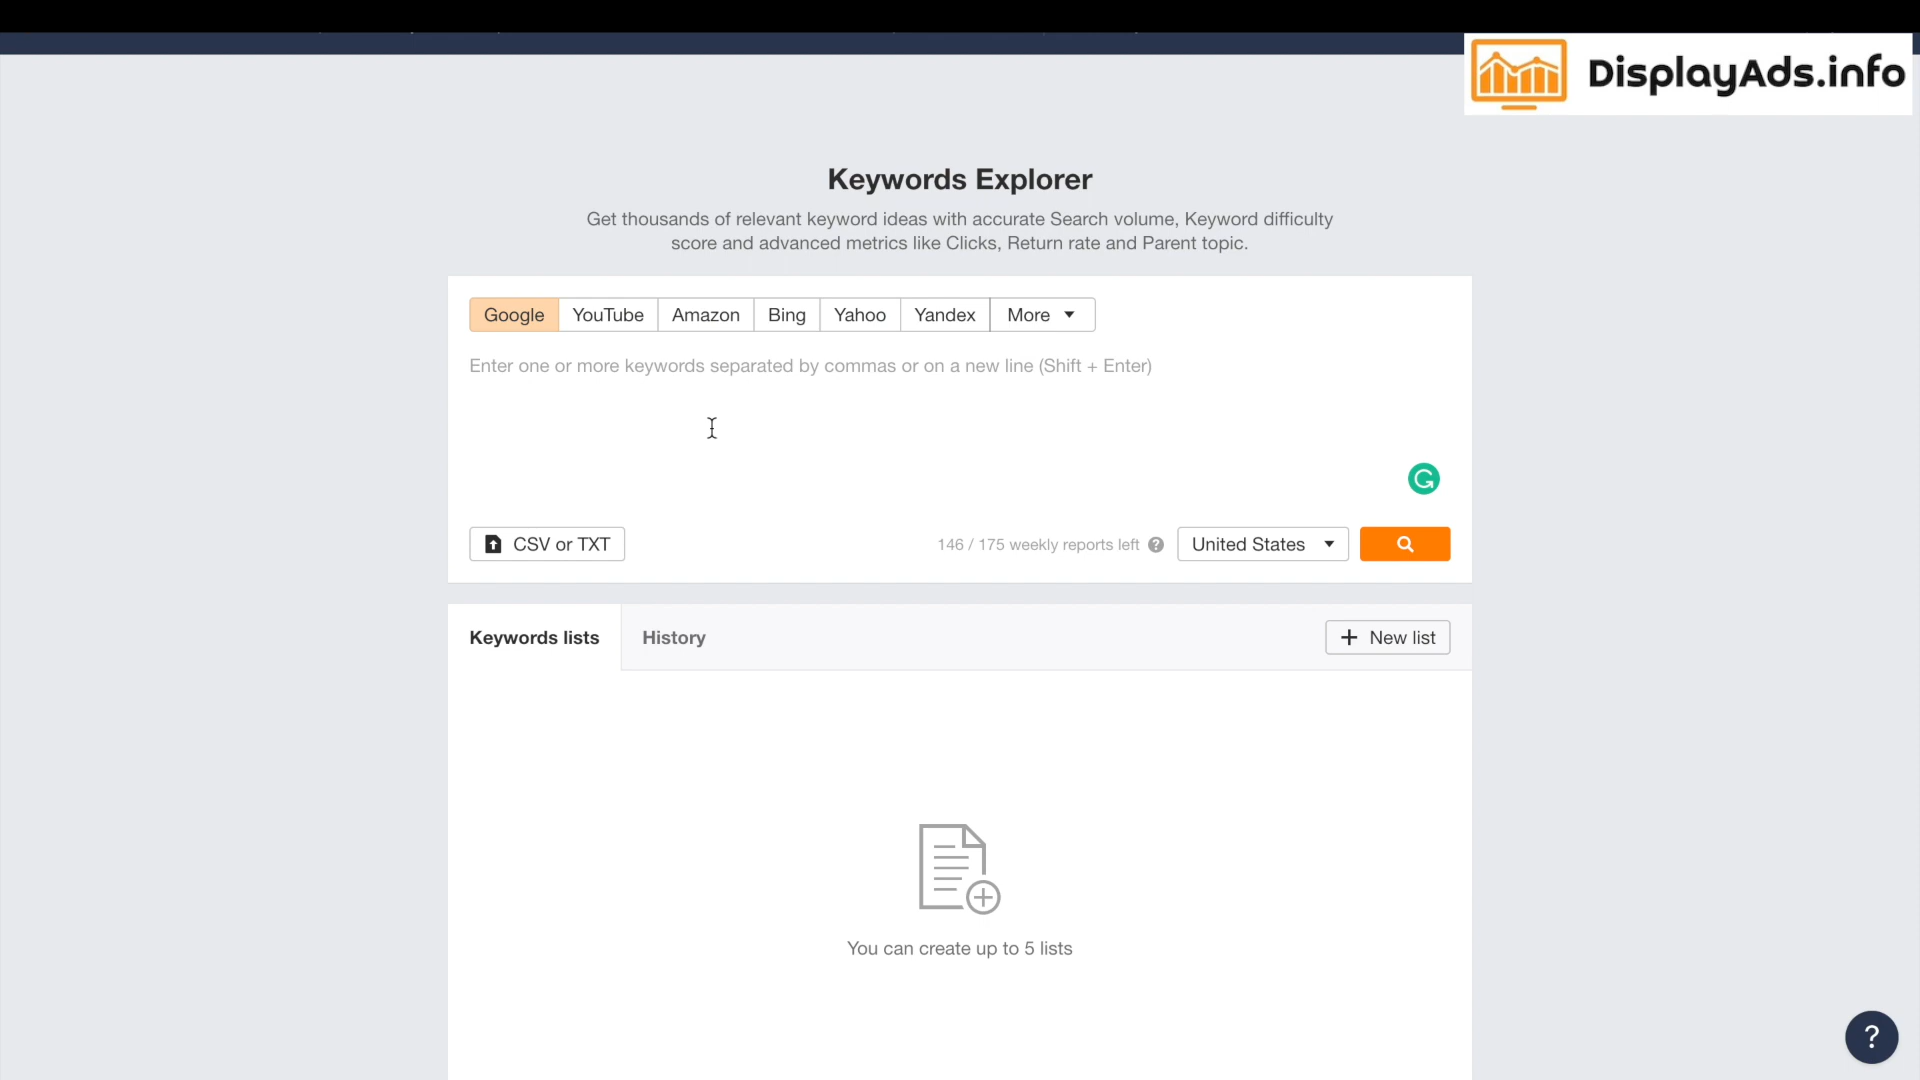 DisplayAds.info
Keywords Explorer
Get thousands of relevant keyword ideas with accurate Search volume, Keyword difficulty
score and advanced metrics like Clicks, Return rate and Parent topic.
Google YouTube Amazon Bing Yahoo Yandex More
Enter one or more keywords separated by commas or on a new line (Shift + Enter)
CSV or TXT 146 / 175 weekly reports left ? United States
Keywords lists History + New list
You can create up to 5 lists
?